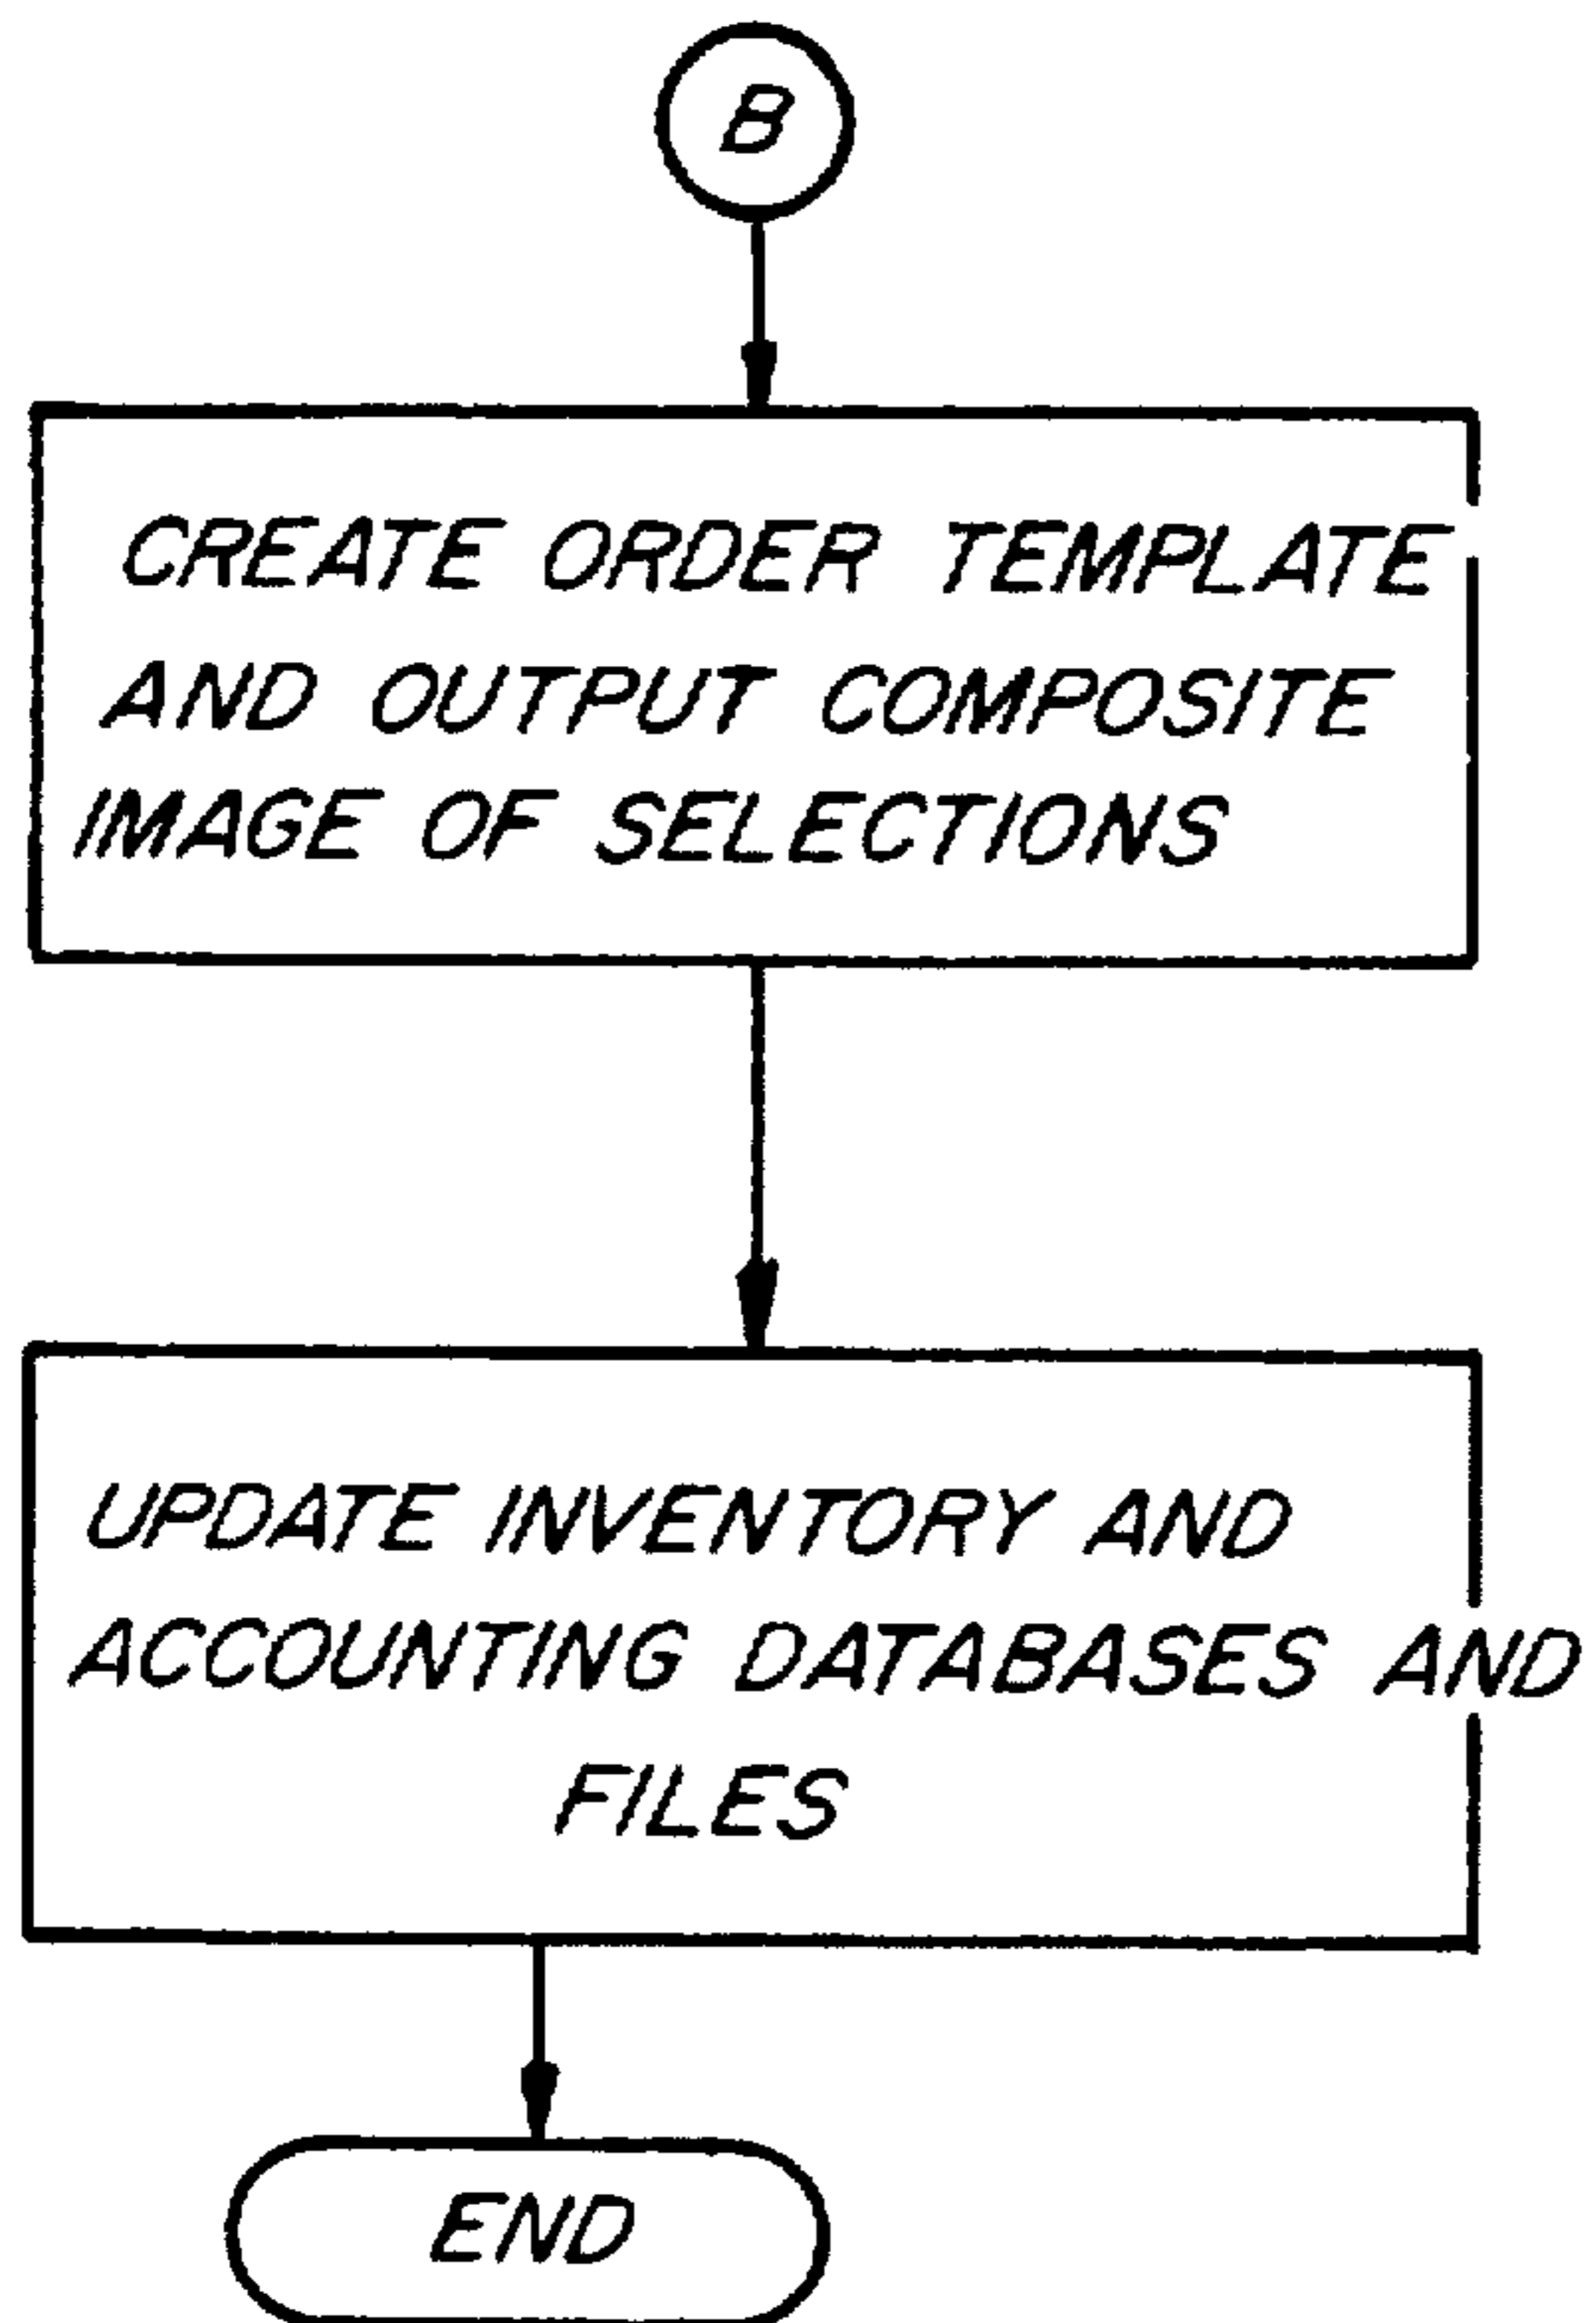 B
CREATE ORDER TEMPLATE
AND OUTPUT COMPOSITE
IMAGE OF SELECTIONS
UPDATE INVENTORY AND
ACCOUNTING DATABASES AND
FILES
END